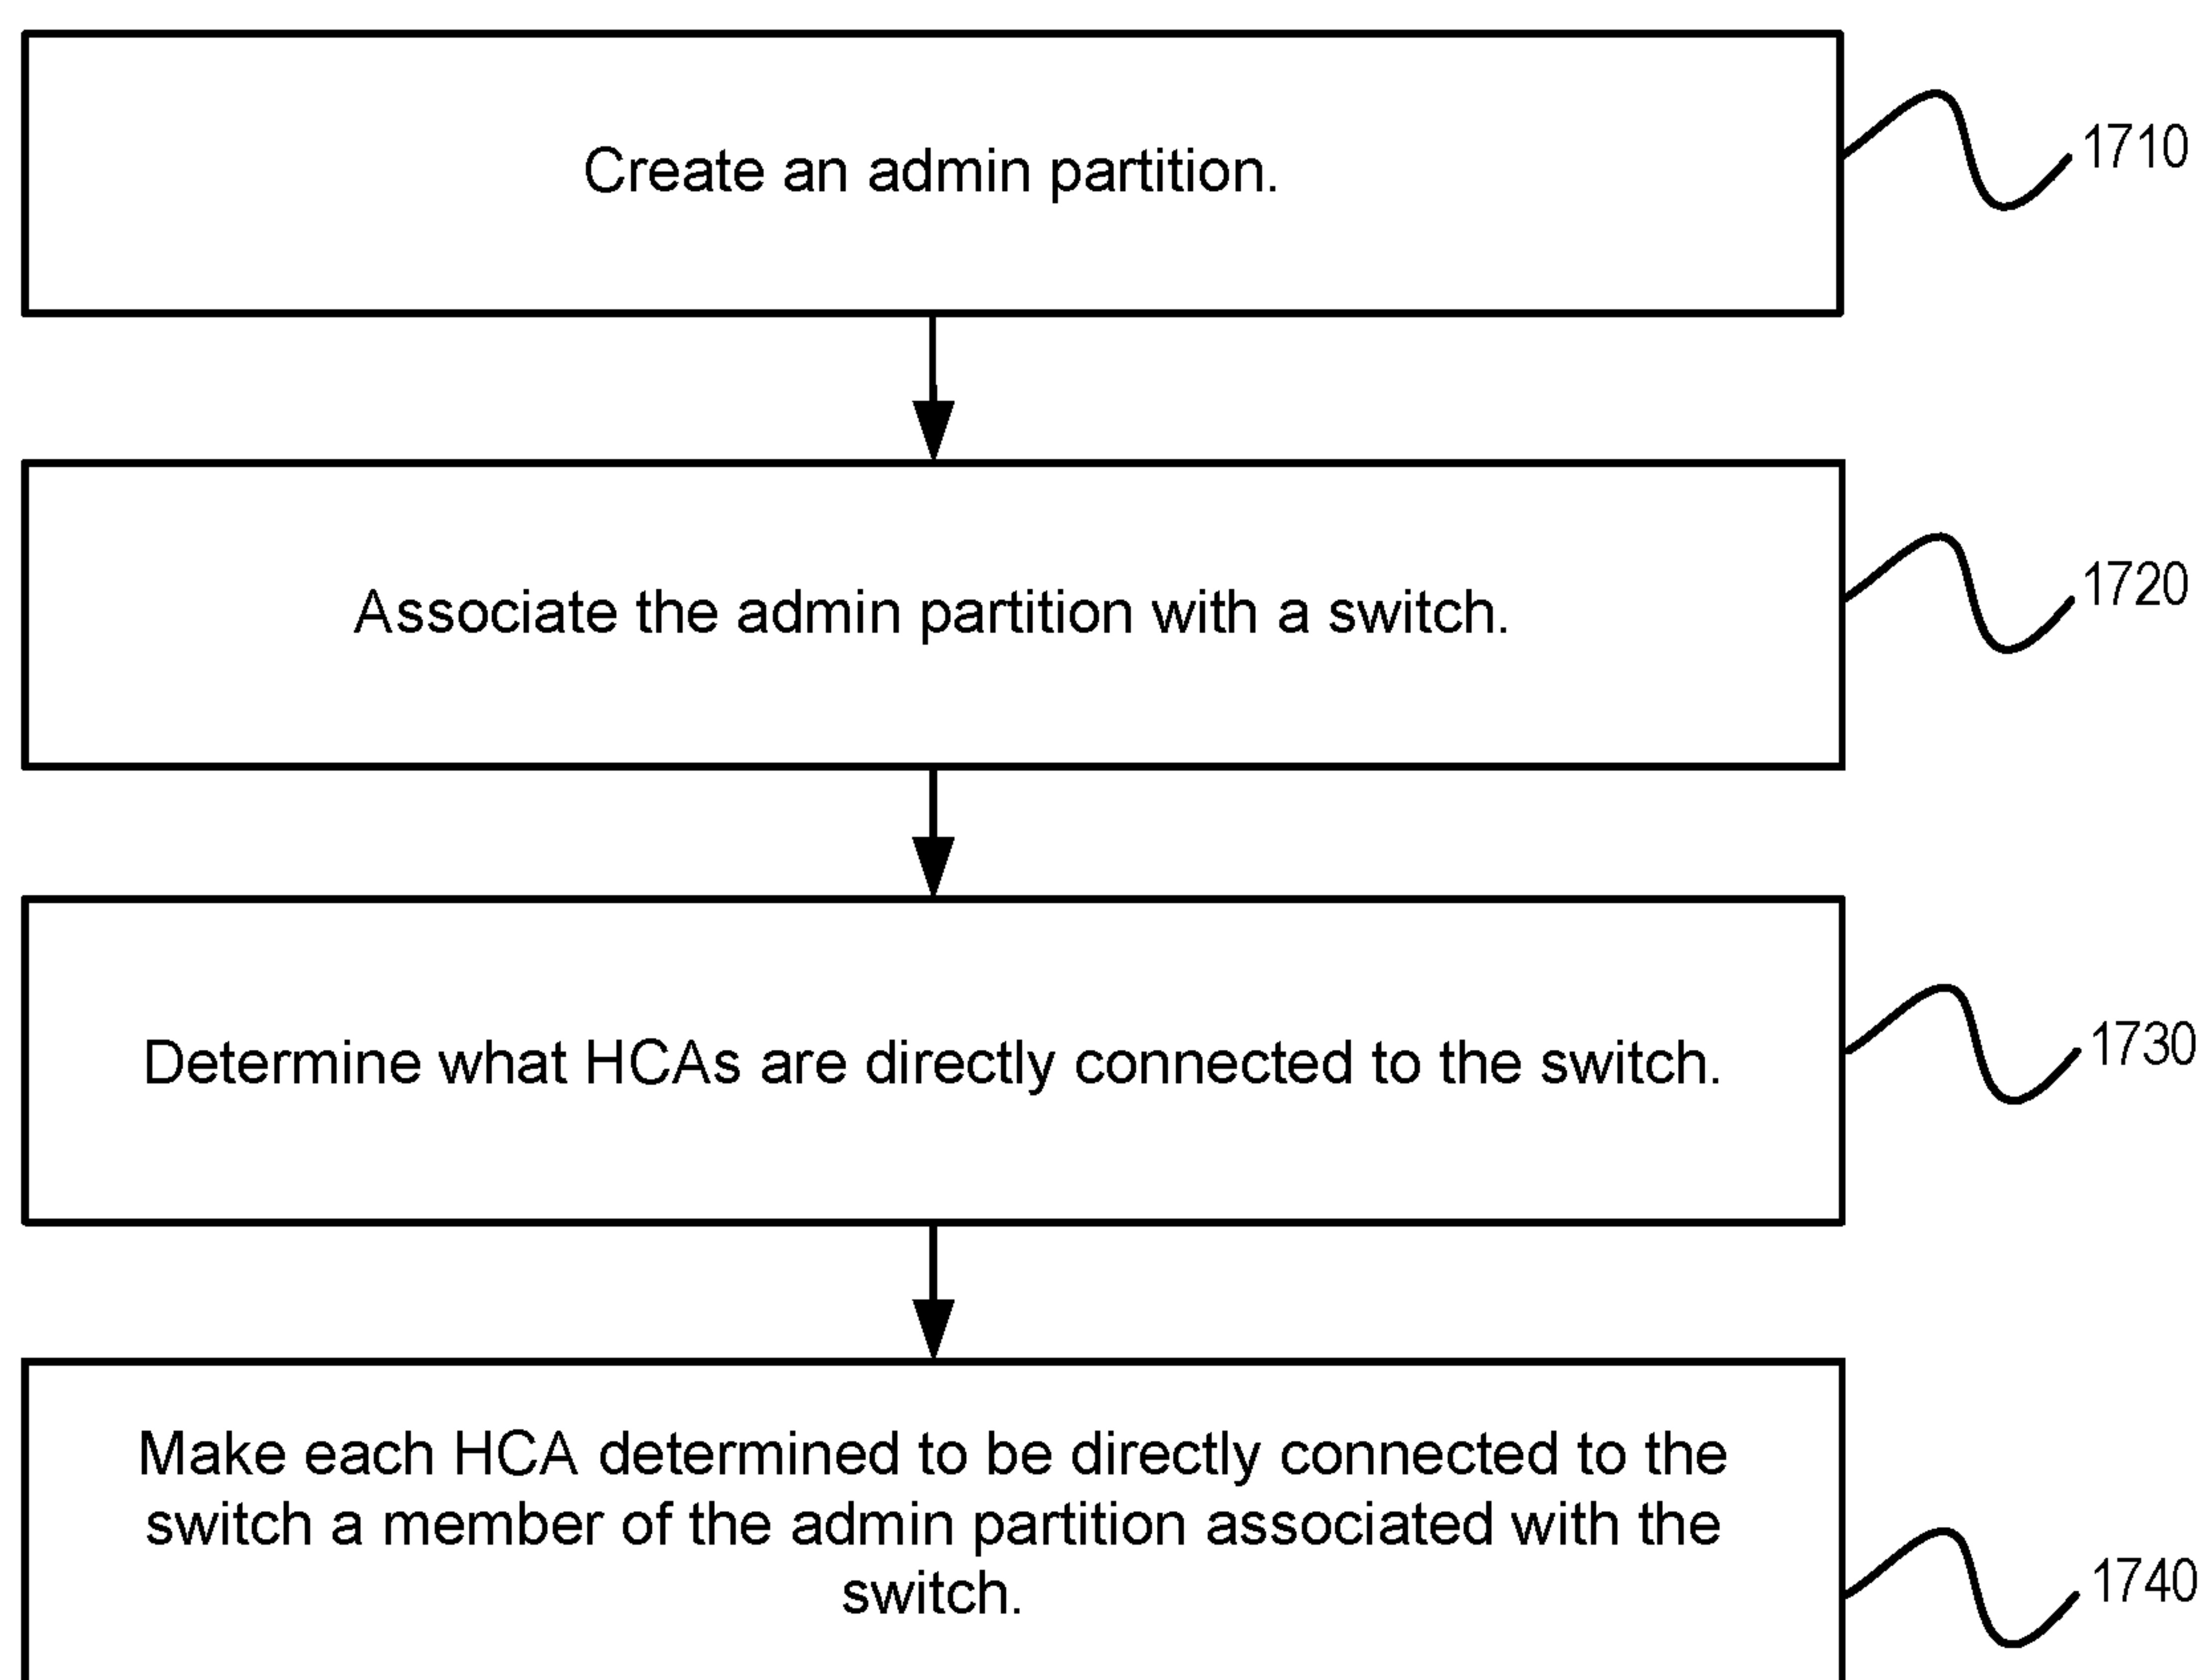 Create an admin partition.
1710
Associate the admin partition with a switch.
1720
Determine what HCAs are directly connected to the switch.
1730
Make each HCA determined to be directly connected to the
switch a member of the admin partition associated with the
switch.
1740